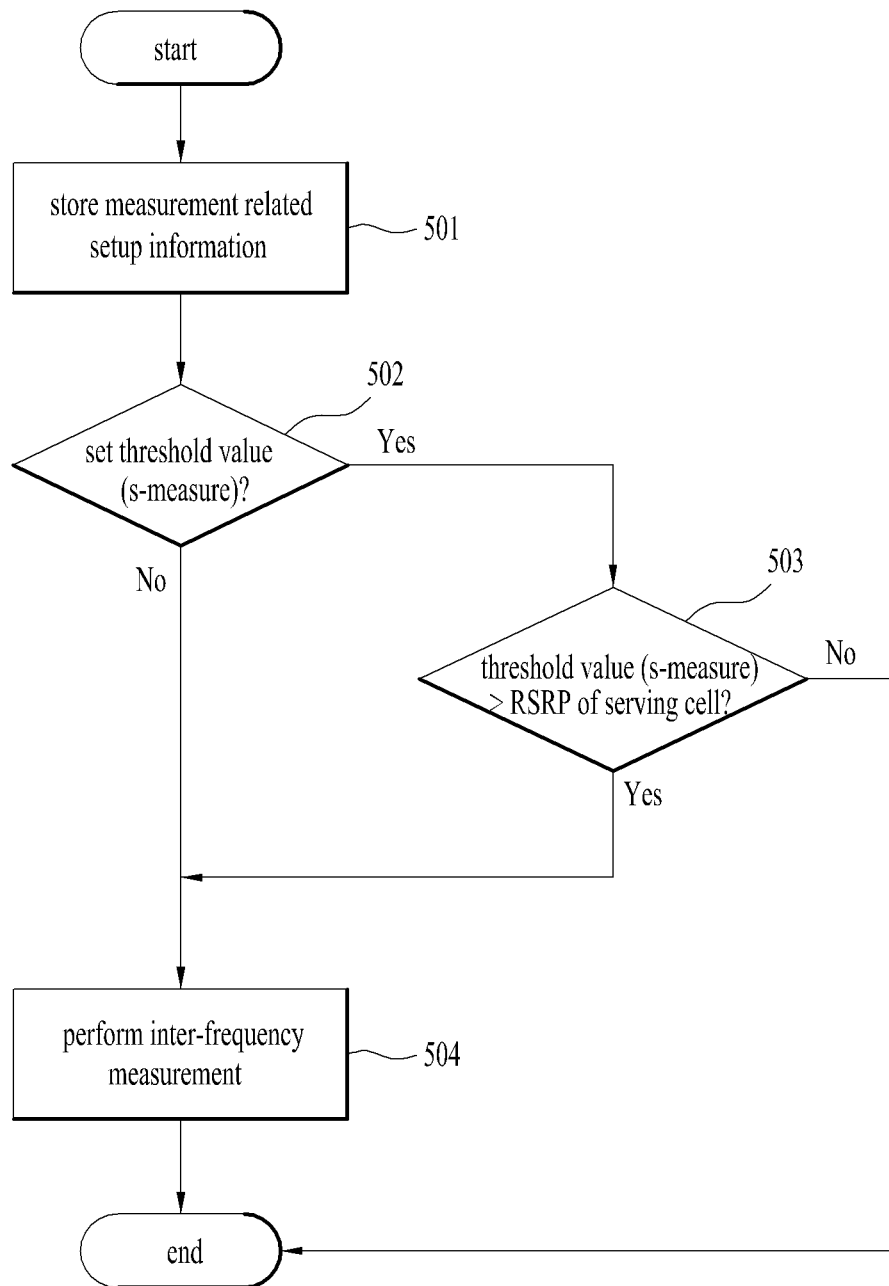 start
store measurement related
setup information
501
502
set threshold value
(s-measure)?
Yes
No
503
threshold value (s-measure)
> RSRP of serving cell?
No
Yes
perform inter-frequency
measurement
504
end